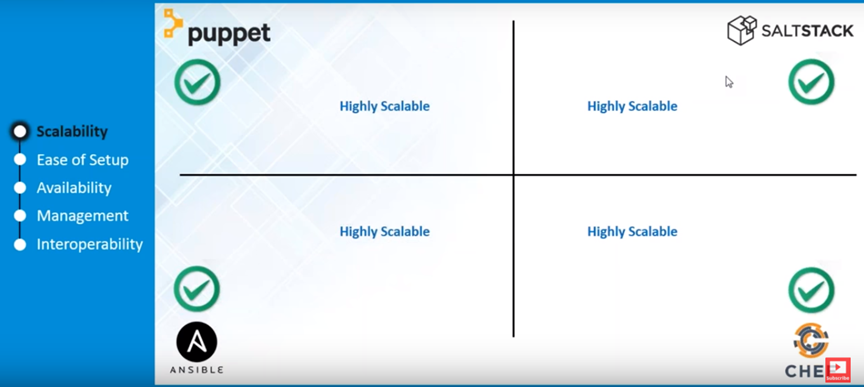 puppet
SALTSTACK
Highly Scalable
Highly Scalable
Scalability
Ease of Setup
Availability
Management
Interoperability
Highly Scalable
Highly Scalable
ANSIBLE
CHE
Subscribe